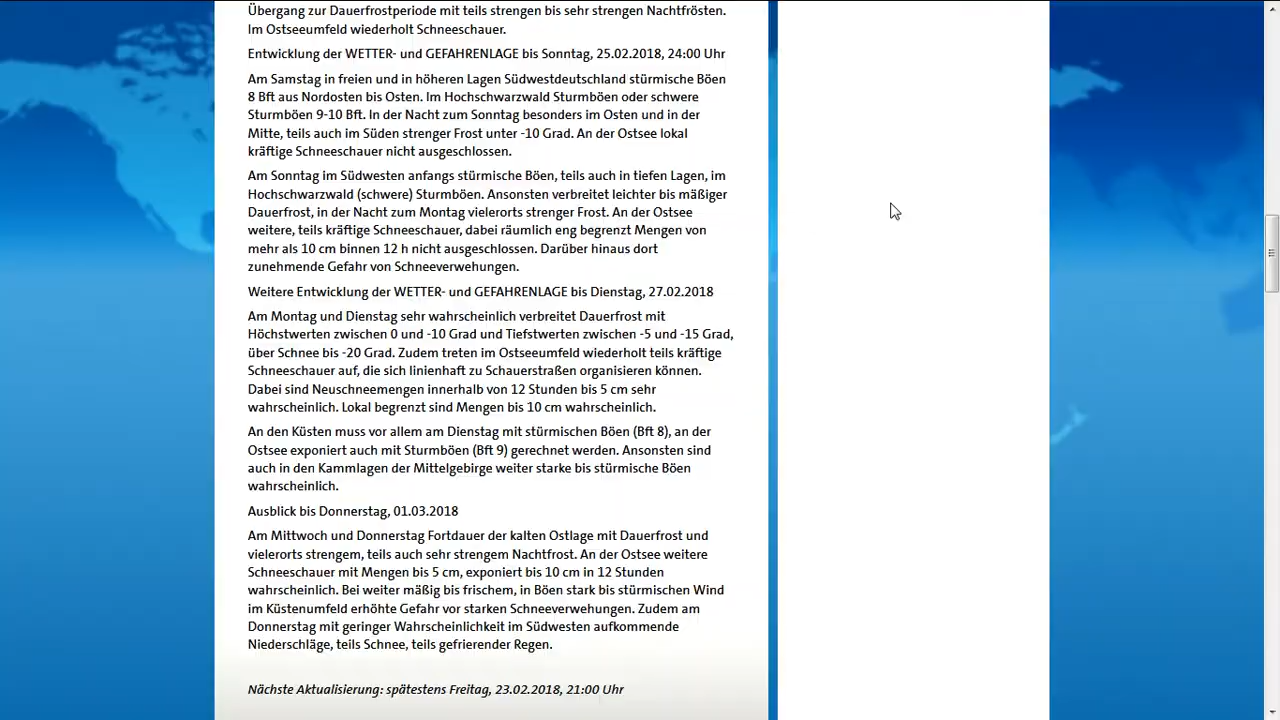 Übergang zur Dauerfrostperiode mit teils strengen bis sehr strengen Nachtfrösten.
Im Ostseeumfeld wiederholt Schneeschauer.
Entwicklung der WETTER- und GEFAHRENLAGE bis Sonntag, 25.02.2018, 24:00 Uhr
Am Samstag in freien und in höheren Lagen Südwestdeutschland stürmische Böen
8 Bft aus Nordosten bis Osten. Im Hochschwarzwald Sturmböen oder schwere
Sturmböen 9-10 Bft. In der Nacht zum Sonntag besonders im Osten und in der
Mitte, teils auch im Süden strenger Frost unter -10 Grad. An der Ostsee lokal
kräftige Schneeschauer nicht ausgeschlossen.
Am Sonntag im Südwesten anfangs stürmische Böen, teils auch in tiefen Lagen, im
Hochschwarzwald (schwere) Sturmböen. Ansonsten verbreitet leichter bis mäßiger
Dauerfrost, in der Nacht zum Montag vielerorts strenger Frost. An der Ostsee
weitere, teils kräftige Schneeschauer, dabei räumlich eng begrenzt Mengen von
mehr als 10 cm binnen 12 h nicht ausgeschlossen. Darüber hinaus dort
zunehmende Gefahr von Schneeverwehungen.
Weitere Entwicklung der WETTER- und GEFAHRENLAGE bis Dienstag, 27.02.2018
Am Montag und Dienstag sehr wahrscheinlich verbreitet Dauerfrost mit
Höchstwerten zwischen 0 und -10 Grad und Tiefstwerten zwischen -5 und -15 Grad,
über Schnee bis -20 Grad. Zudem treten im Ostseeumfeld wiederholt teils kräftige
Schneeschauer auf, die sich linienhaft zu Schauerstraßen organisieren können.
Dabei sind Neuschneemengen innerhalb von 12 Stunden bis 5 cm sehr
wahrscheinlich. Lokal begrenzt sind Mengen bis 10 cm wahrscheinlich.
An den Küsten muss vor allem am Dienstag mit stürmischen Böen (Bft 8), an der
Ostsee exponiert auch mit Sturmböen (Bft 9) gerechnet werden. Ansonsten sind
auch in den Kammlagen der Mittelgebirge weiter starke bis stürmische Böen
wahrscheinlich.
Ausblick bis Donnerstag, 01.03.2018
Am Mittwoch und Donnerstag Fortdauer der kalten Ostlage mit Dauerfrost und
vielerorts strengem, teils auch sehr strengem Nachtfrost. An der Ostsee weitere
Schneeschauer mit Mengen bis 5 cm, exponiert bis 10 cm in 12 Stunden
wahrscheinlich. Bei weiter mäßig bis frischem, in Böen stark bis stürmischen Wind
im Küstenumfeld erhöhte Gefahr vor starken Schneeverwehungen. Zudem am
Donnerstag mit geringer Wahrscheinlichkeit im Südwesten aufkommende
Niederschläge, teils Schnee, teils gefrierender Regen.
Nächste Aktualisierung: spätestens Freitag, 23.02.2018, 21:00 Uhr